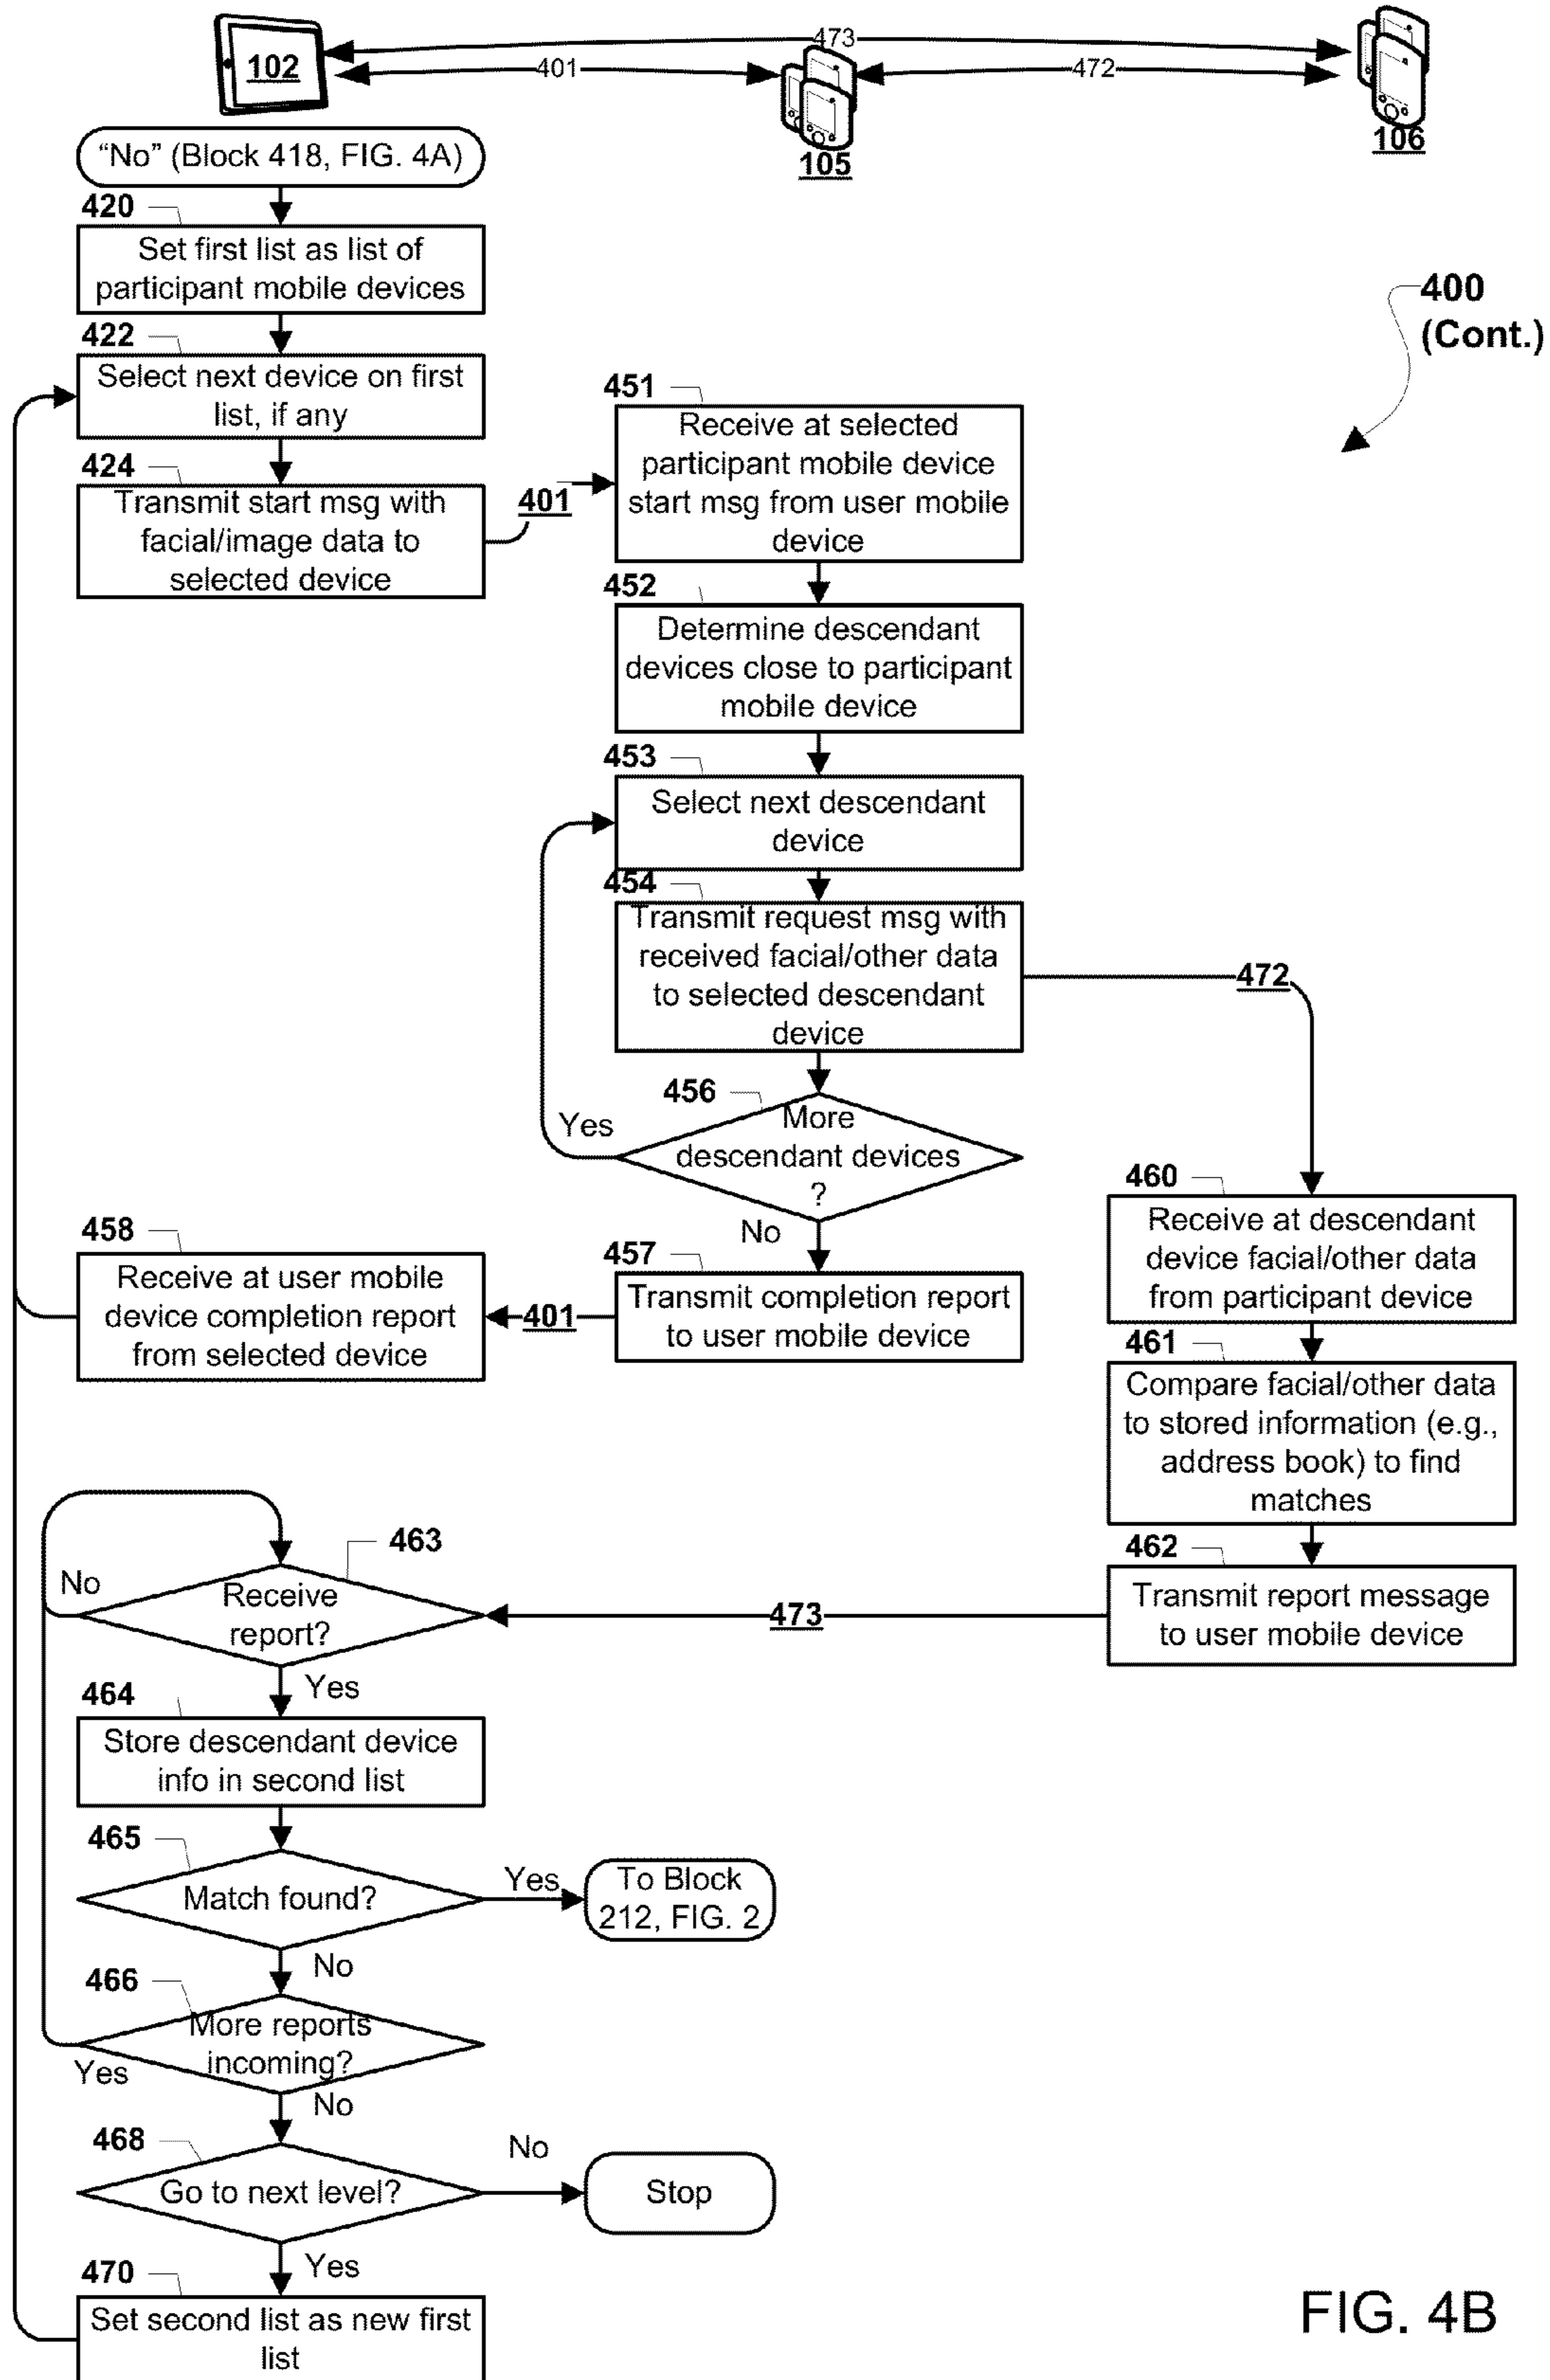 473
102
401
472
105
106
“No” (Block 418, FIG. 4A)
420
Set first list as list of
participant mobile devices
400
(Cont.)
422
Select next device on first
list, if any
424
Transmit start msg with
facial/image data to
selected device
401
451
Receive at selected
participant mobile device
start msg from user mobile
device
452
Determine descendant
devices close to participant
mobile device
453
Select next descendant
device
454
Transmit request msg with
received facial/other data
to selected descendant
device
472
456
More
descendant devices
?
Yes
No
457
Transmit completion report
to user mobile device
401
458
Receive at user mobile
device completion report
from selected device
460
Receive at descendant
device facial/other data
from participant device
461
Compare facial/other data
to stored information (e.g.,
address book) to find
matches
462
Transmit report message
to user mobile device
473
463
Receive
report?
No
Yes
464
Store descendant device
info in second list
465
Match found?
Yes
To Block
212, FIG. 2
No
466
More reports
incoming?
Yes
No
468
Go to next level?
No
Stop
Yes
470
Set second list as new first
list
FIG. 4B